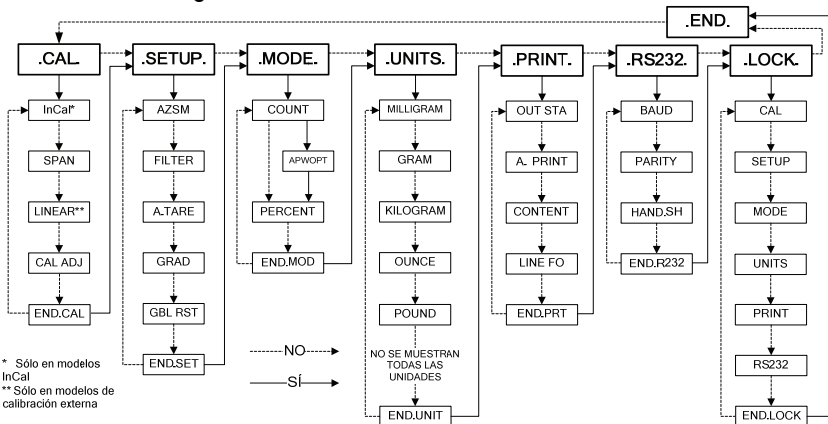 .END.
.CAL.
.SETUP.
.MODE.
.UNITS.
.PRINT.
.RS232.
.LOCK.
InCal*
SPAN
LINEAR**
CAL ADJ
END.CAL
AZSM
FILTER
A.TARE
GRAD
GBL RST
END.SET
COUNT
APWOPT
PERCENT
END.MOD
MILLIGRAM
GRAM
KILOGRAM
OUNCE
POUND
NO SE MUESTRAN
TODAS LAS
UNIDADES
END.UNIT
OUT STA
A. PRINT
CONTENT
LINE FO
END.PRT
BAUD
PARITY
HAND.SH
END.R232
CAL
SETUP
MODE
UNITS
PRINT
RS232
END.LOCK
NO
SÍ
* Sólo en modelos
InCal
** Sólo en modelos de
calibración externa